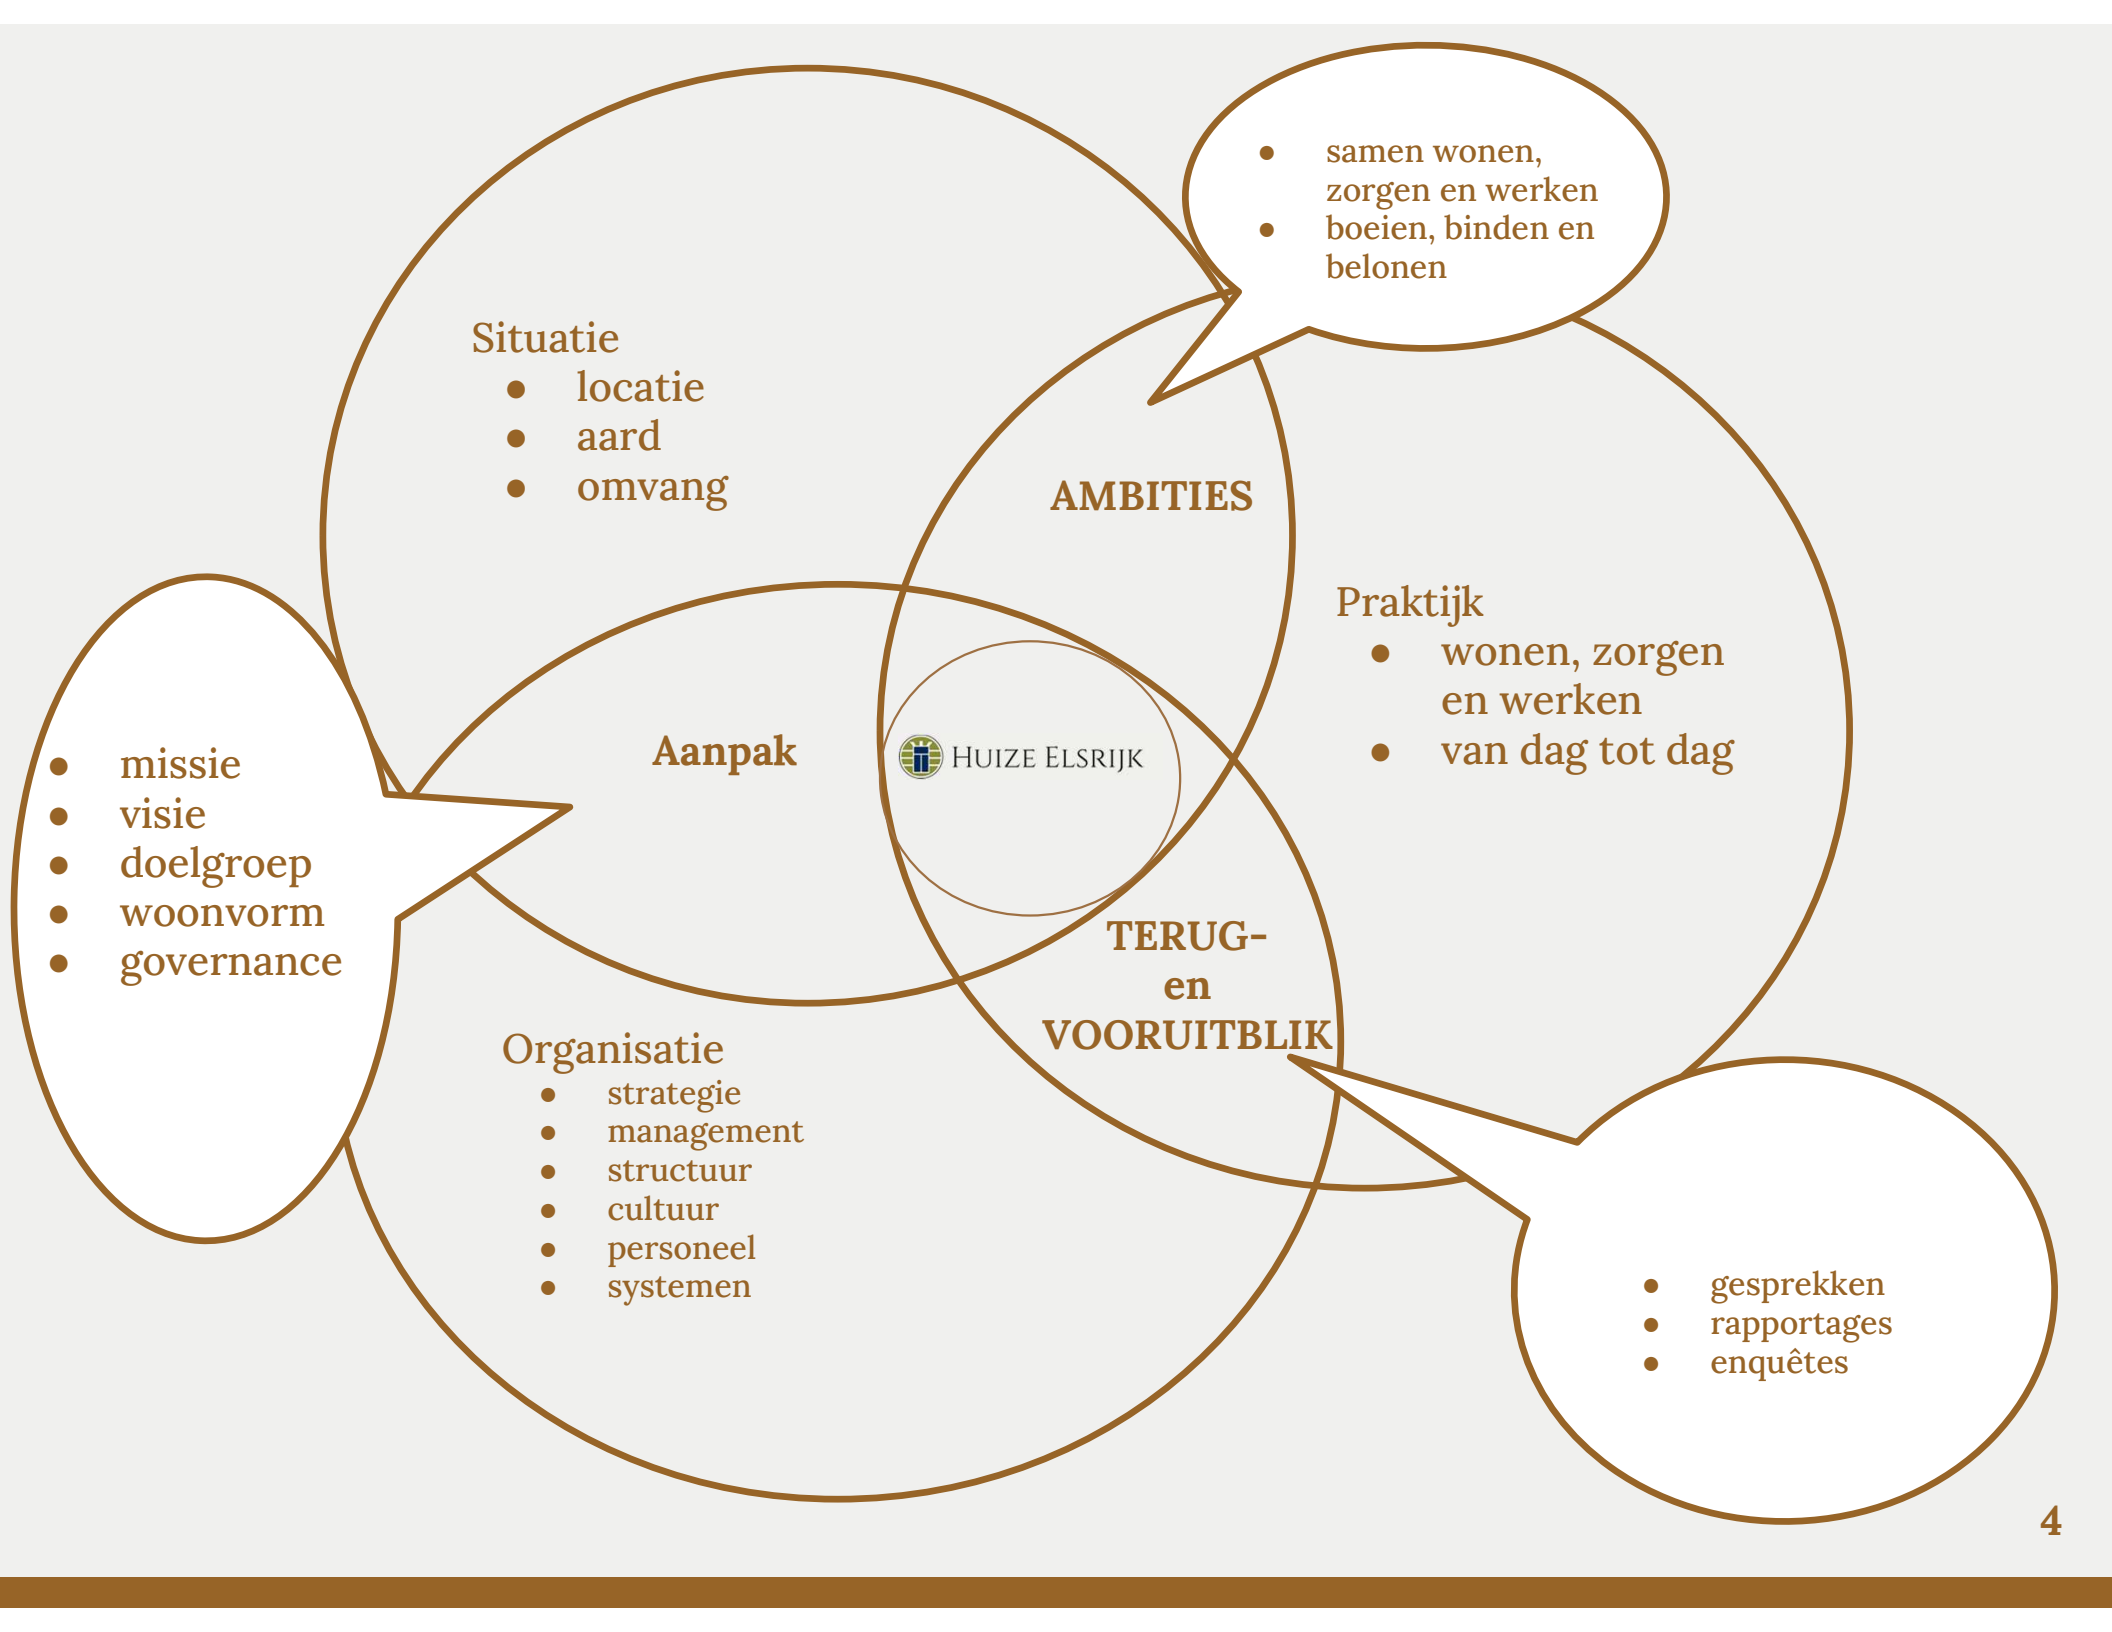 ● samen wonen,
zorgen en werken
● boeien, binden en
belonen
Situatie
● locatie
● aard
● omvang
AMBITIES
Praktijk
● wonen, zorgen
en werken
● van dag tot dag
Aanpak
HUIZE ELSRIJK
● missie
● visie
● doelgroep
● woonvorm
● governance
TERUG-
en
VOORUITBLIK
Organisatie
● strategie
● management
● structuur
● cultuur
● personeel
● systemen
● gesprekken
● rapportages
● enquêtes
4